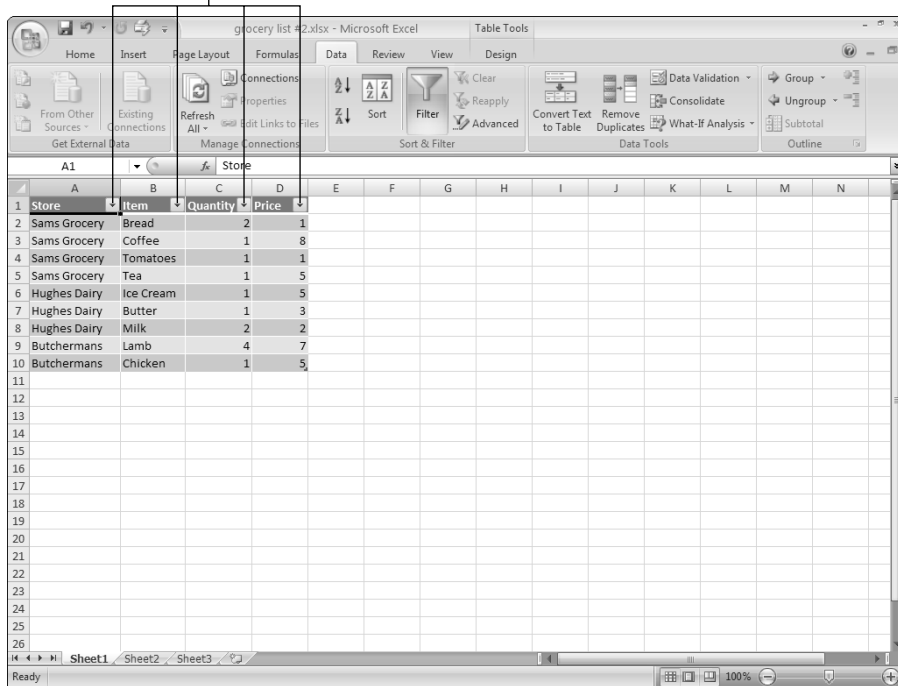 grocery list #2.xlsx - Microsoft Excel Table Tools
Home Insert Page Layout Formulas Data Review View Design
From Other Sources Existing Connections Refresh All Connections Properties Edit Links to Files Sort Filter Clear Reapply Advanced Convert Text to Table Remove Duplicates Data Validation Consolidate What-If Analysis Group Ungroup Subtotal
Get External Data Manage Connections Sort & Filter Data Tools Outline
A1 fx Store
A B C D E F G H I J K L M N
1 Store Item Quantity Price
2 Sams Grocery Bread 2 1
3 Sams Grocery Coffee 1 8
4 Sams Grocery Tomatoes 1 1
5 Sams Grocery Tea 1 5
6 Hughes Dairy Ice Cream 1 5
7 Hughes Dairy Butter 1 3
8 Hughes Dairy Milk 2 2
9 Butchermans Lamb 4 7
10 Butchermans Chicken 1 5
11
12
13
14
15
16
17
18
19
20
21
22
23
24
25
26
Sheet1 Sheet2 Sheet3
Ready 100%